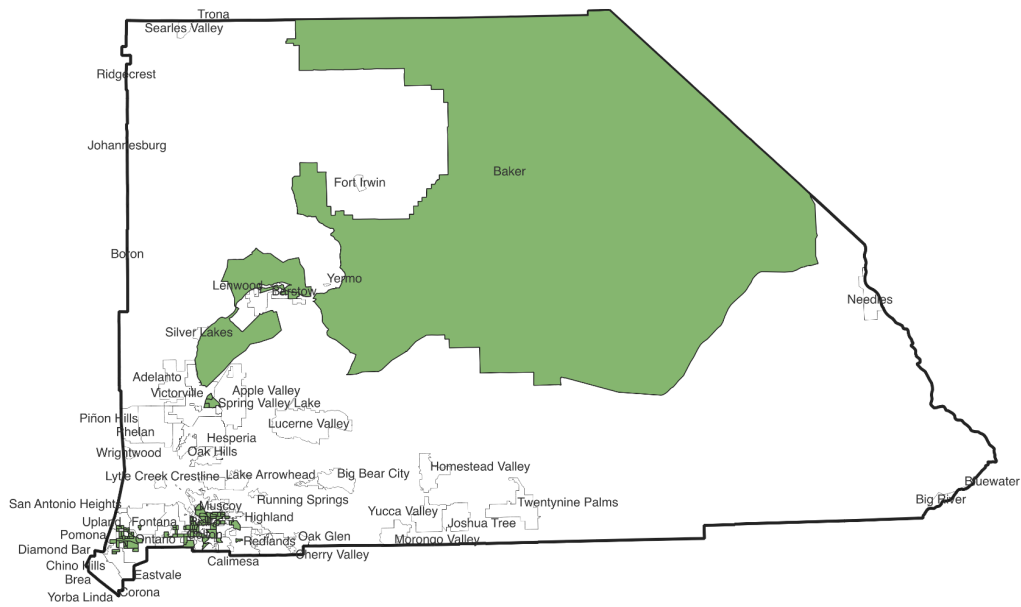 Trona
Searles Valley
Ridgecrest
Johannesburg
Baker
Fort Irwin
Boron
Yermo
Lenwood
Barstow
Needles
Silver Lakes
Adelanto
Victorville
Apple Valley
Spring Valley Lake
Piñon Hills
Phelan
Lucerne Valley
Hesperia
Wrightwood
Oak Hills
Lytle Creek Crestline
Lake Arrowhead
Big Bear City
Homestead Valley
Bluewater
Big River
San Antonio Heights
Muscoy
Running Springs
Twentynine Palms
Yucca Valley
Upland
Fontana
Highland
Joshua Tree
Pomona
Ontario
Redlands
Oak Glen
Morongo Valley
Diamond Bar
Cherry Valley
Chino Hills
Calimesa
Brea
Eastvale
Yorba Linda
Corona